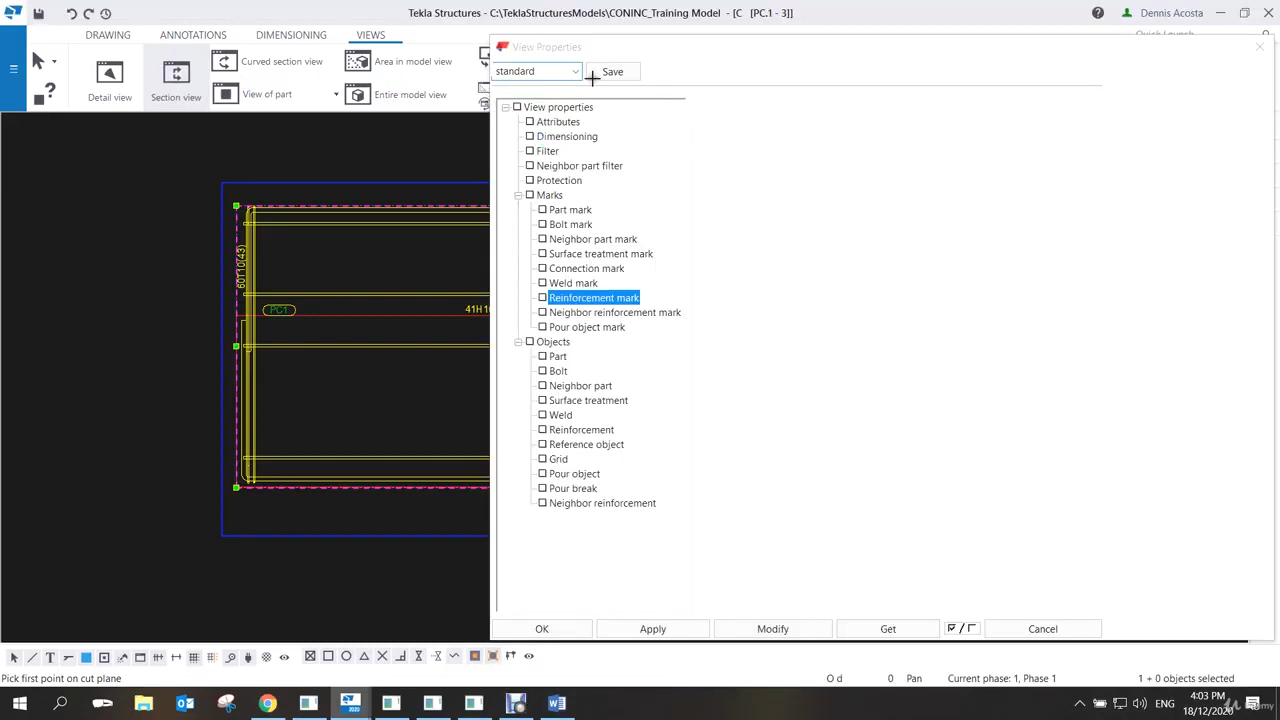 Tekla Structures - C:\TeklaStructuresModels\CONINC_Training Model - [C   [PC.1 - 3]]
Dennis Acosta
DRAWING
ANNOTATIONS
DIMENSIONING
VIEWS
Quick Launch
Detail view
Section view
Curved section view
View of part
Area in model view
Entire model view
View Properties
standard
Save
View properties
Attributes
Dimensioning
Filter
Neighbor part filter
Protection
Marks
Part mark
Bolt mark
Neighbor part mark
Surface treatment mark
Connection mark
Weld mark
Reinforcement mark
Neighbor reinforcement mark
Pour object mark
Objects
Part
Bolt
Neighbor part
Surface treatment
Weld
Reinforcement
Reference object
Grid
Pour object
Pour break
Neighbor reinforcement
60T10(43)
PC1
OK
Apply
Modify
Get
Cancel
Pick first point on cut plane
O d
0
Pan
Current phase: 1, Phase 1
1 + 0 objects selected
2020
ENG
4:03 PM
18/12/2020